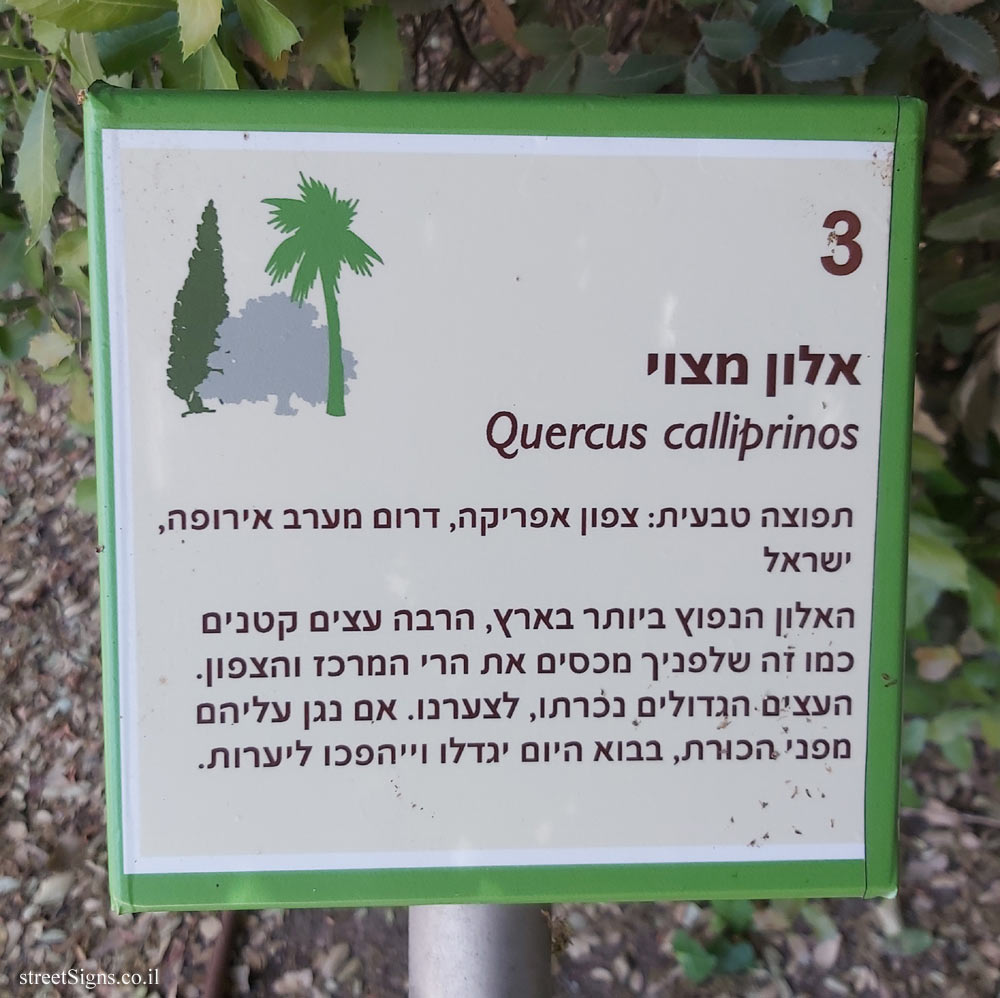 3
אלון מצוי
Quercus calliprinos
תפוצה טבעית: צפון אפריקה, דרום מערב אירופה,
ישראל
האלון הנפוץ ביותר בארץ, הרבה עצים קטנים
כמו זה שלפניך מכסים את הרי המרכז והצפון.
העצים הגדולים נכרתו, לצערנו. אם נגן עליהם
מפני הכורת, בבוא היום יגדלו וייהפכו ליערות.
streetSigns.co.il